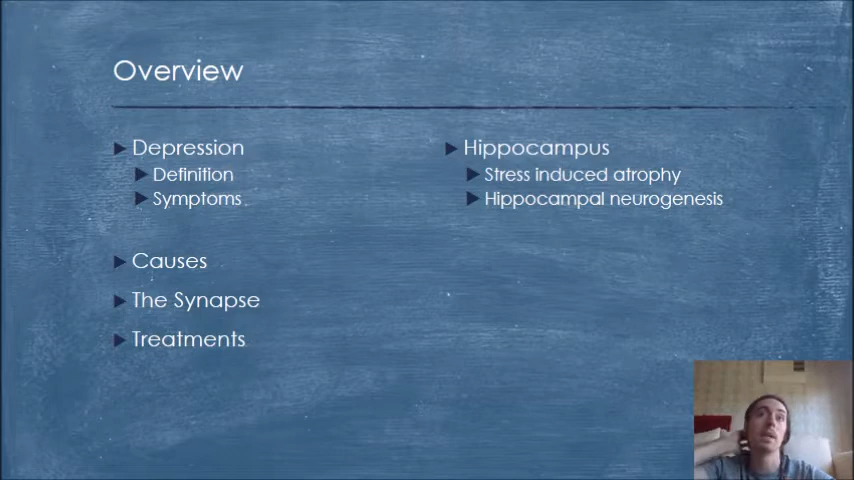 Overview
Depression
Definition
Symptoms
Causes
The Synapse
Treatments
Hippocampus
Stress induced atrophy
Hippocampal neurogenesis